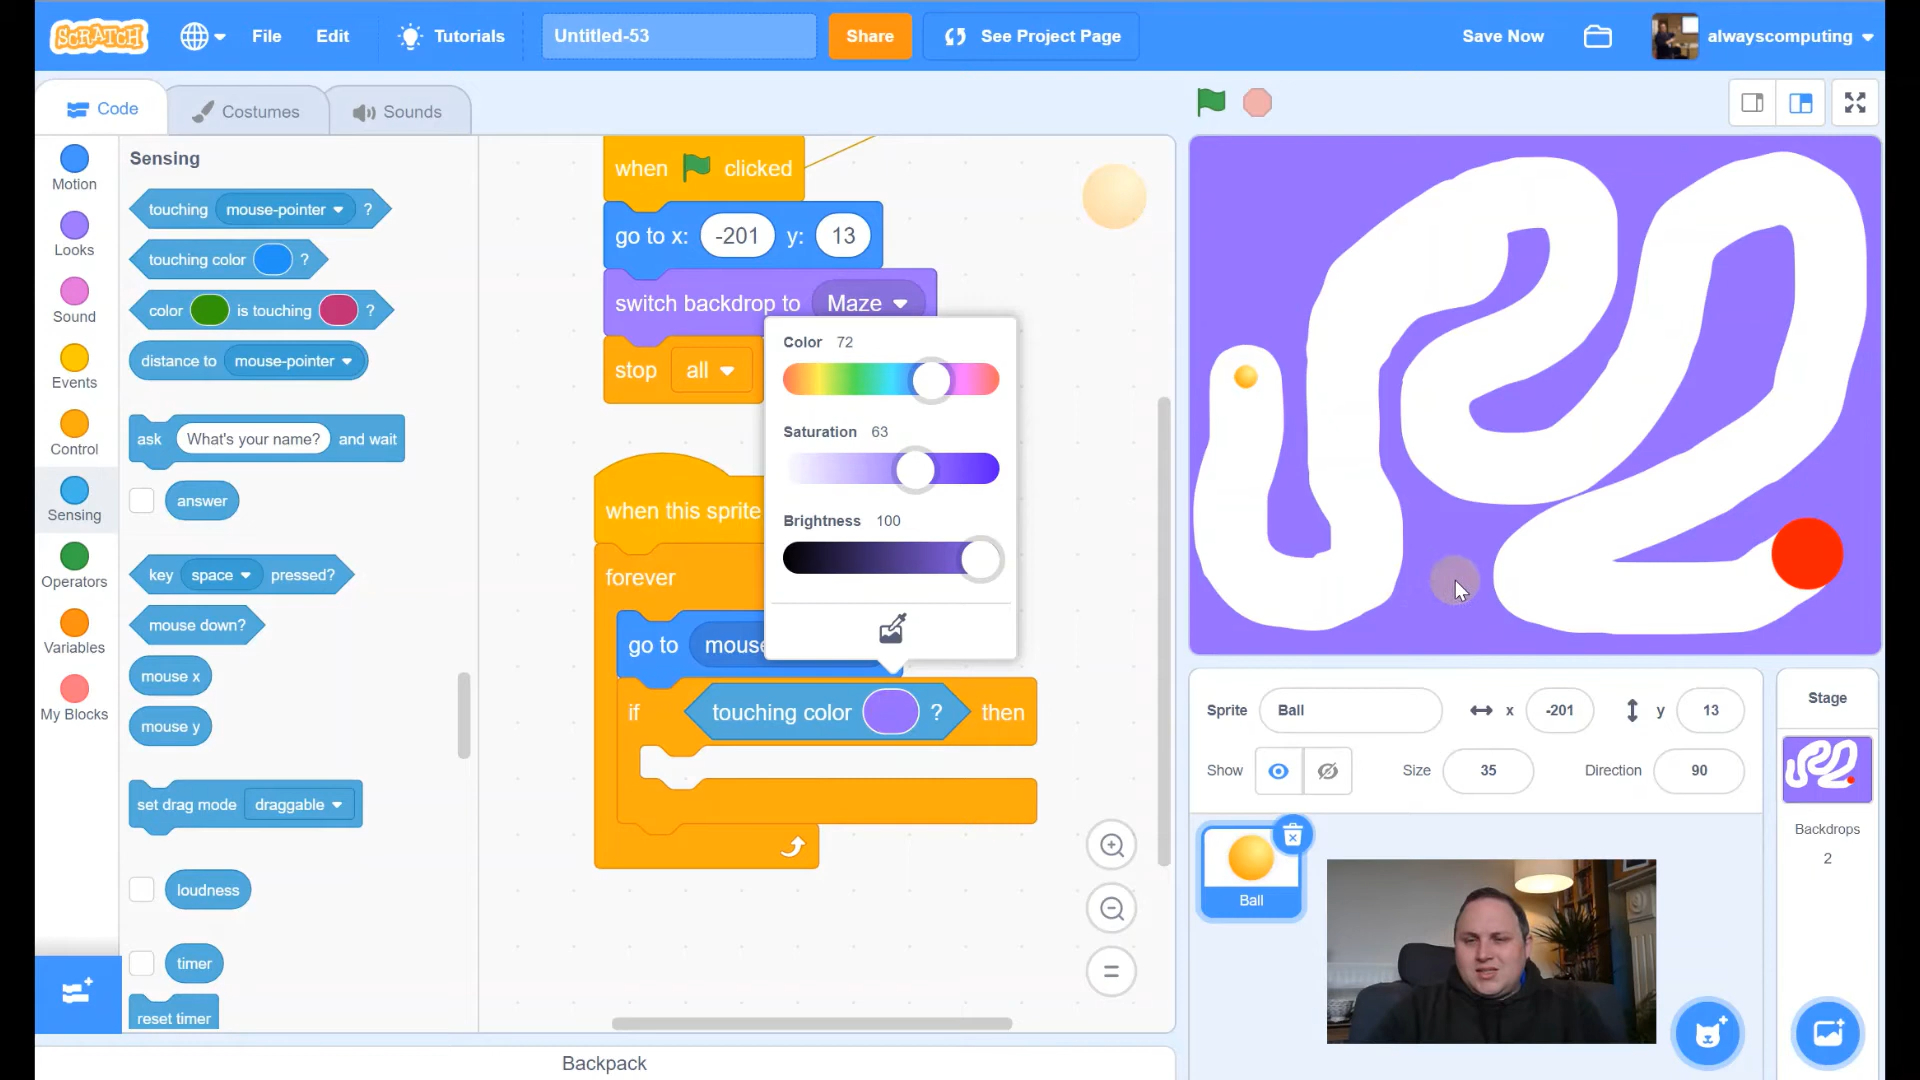 SCRATCH
File
Edit
Tutorials
Untitled-53
Share
See Project Page
Save Now
alwayscomputing
Code
Costumes
Sounds
Motion
Looks
Sound
Events
Control
Sensing
Operators
Variables
My Blocks
Sensing
touching mouse-pointer ?
touching color ?
color is touching ?
distance to mouse-pointer
ask What's your name? and wait
answer
key space pressed?
mouse down?
mouse x
mouse y
set drag mode draggable
loudness
timer
reset timer
when clicked
go to x: -201 y: 13
switch backdrop to Maze
stop all
when this sprite
forever
go to mouse
if touching color ? then
Color 72
Saturation 63
Brightness 100
Backpack
Sprite Ball x -201 y 13
Show Size 35 Direction 90
Ball
Stage
Backdrops
2